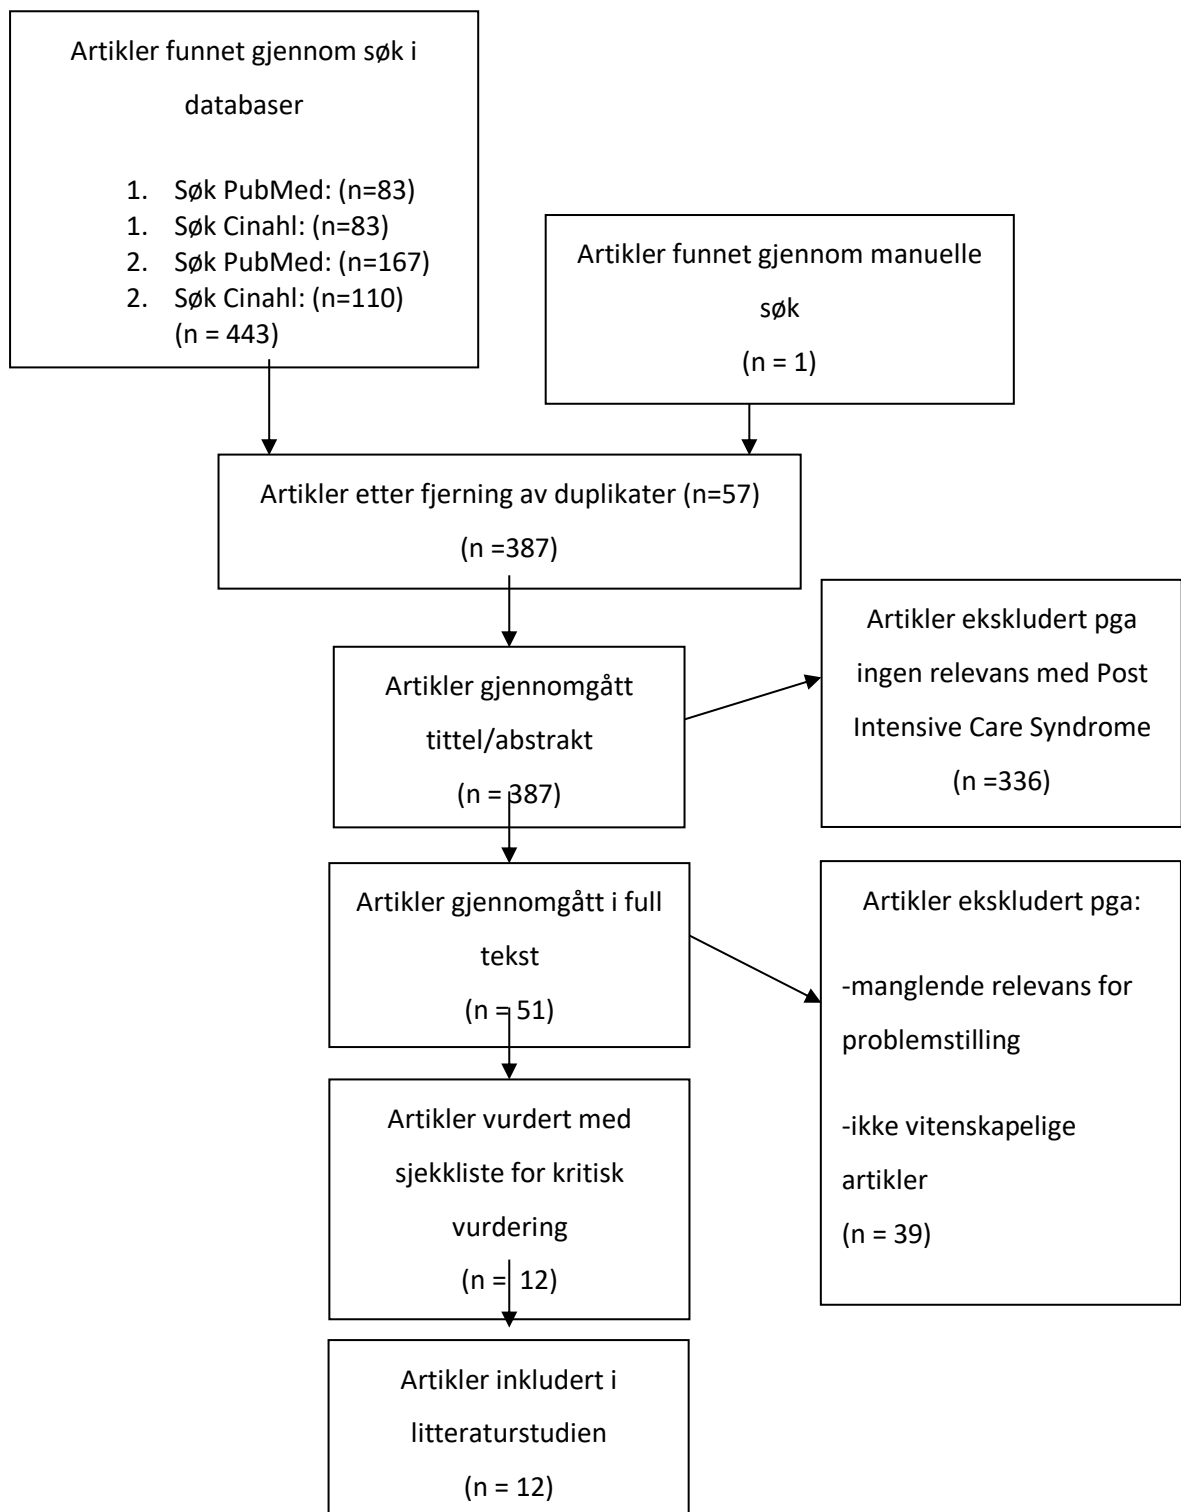 Artikler funnet gjennom søk i
databaser
1. Søk PubMed: (n=83)
1. Søk Cinahl: (n=83)
2. Søk PubMed: (n=167)
2. Søk Cinahl: (n=110)
(n = 443)
Artikler funnet gjennom manuelle
søk
(n = 1)
Artikler etter fjerning av duplikater (n=57)
(n =387)
Artikler gjennomgått
tittel/abstrakt
(n = 387)
Artikler ekskludert pga
ingen relevans med Post
Intensive Care Syndrome
(n =336)
Artikler gjennomgått i full
tekst
(n = 51)
Artikler ekskludert pga:
-manglende relevans for
problemstilling
-ikke vitenskapelige
artikler
(n = 39)
Artikler vurdert med
sjekkliste for kritisk
vurdering
(n = 12)
Artikler inkludert i
litteraturstudien
(n = 12)